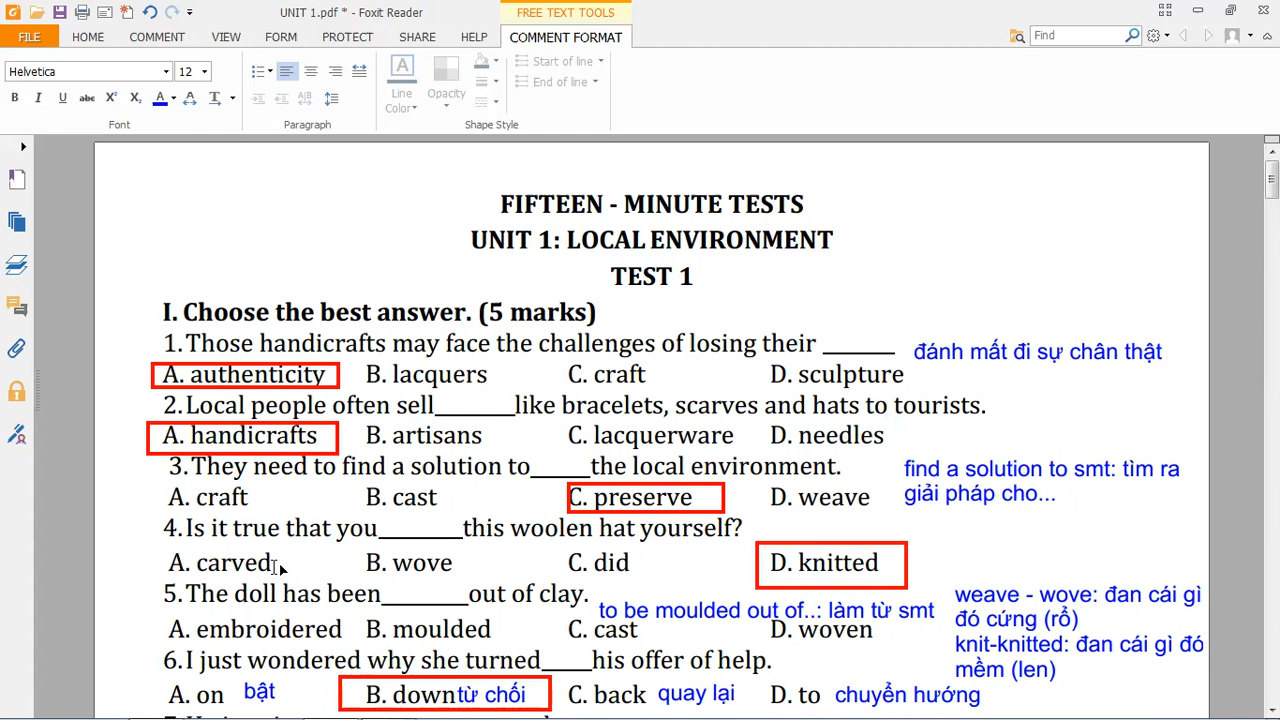 UNIT 1.pdf * - Foxit Reader
FREE TEXT TOOLS
FILE HOME COMMENT VIEW FORM PROTECT SHARE HELP COMMENT FORMAT Find
Helvetica 12
Line Color
Opacity
Start of line
End of line
Font Paragraph Shape Style
FIFTEEN - MINUTE TESTS
UNIT 1: LOCAL ENVIRONMENT
TEST 1
I. Choose the best answer. (5 marks)
1. Those handicrafts may face the challenges of losing their _______ đánh mất đi sự chân thật
A. authenticity B. lacquers C. craft D. sculpture
2. Local people often sell________like bracelets, scarves and hats to tourists.
A. handicrafts B. artisans C. lacquerware D. needles
3. They need to find a solution to______the local environment. find a solution to smt: tìm ra
giải pháp cho...
A. craft B. cast C. preserve D. weave
4. Is it true that you________this woolen hat yourself?
A. carved B. wove C. did D. knitted
5. The doll has been________out of clay. to be moulded out of..: làm từ smt
A. embroidered B. moulded C. cast D. woven
weave - wove: đan cái gì
đó cứng (rổ)
knit-knitted: đan cái gì đó
mềm (len)
6. I just wondered why she turned_____his offer of help.
A. on bật B. down từ chối C. back quay lại D. to chuyển hướng